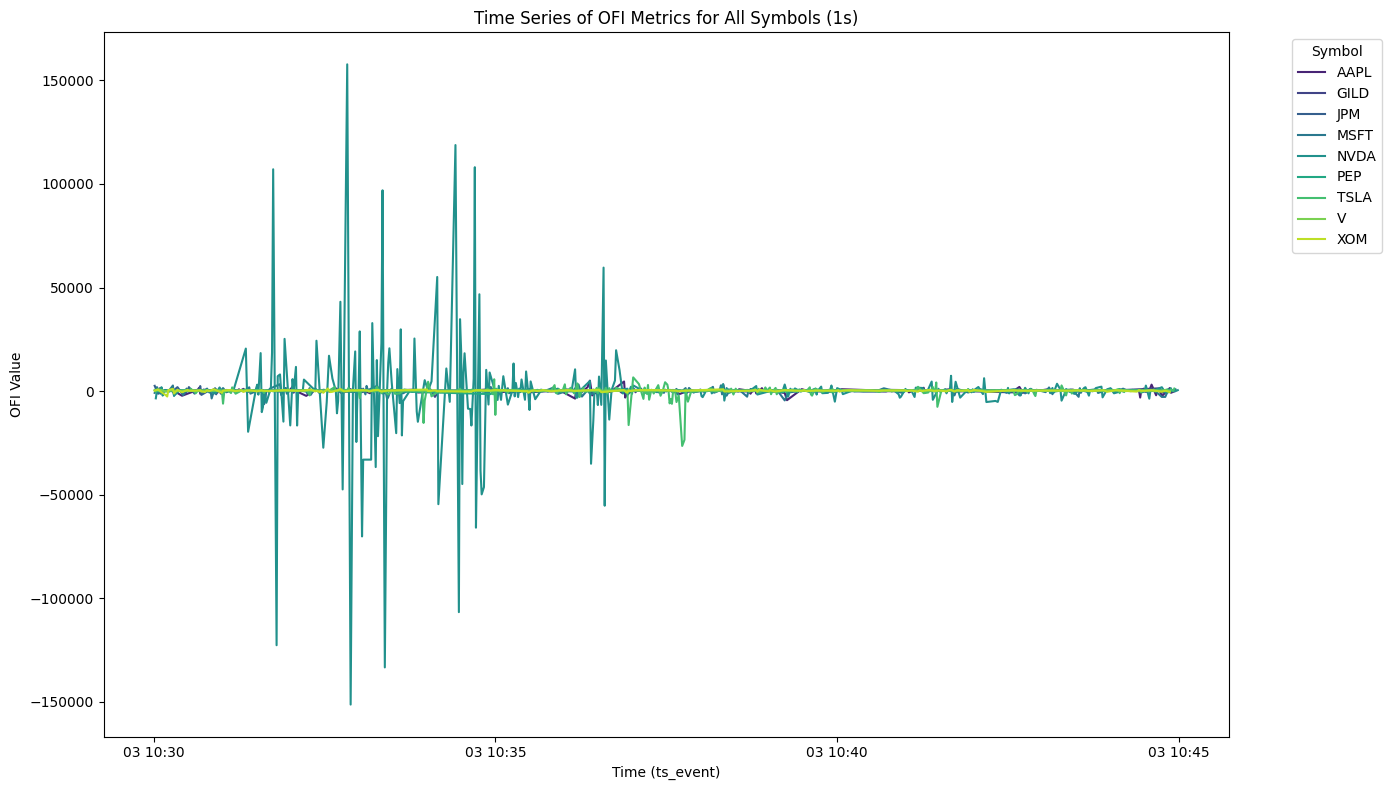 Time Series of OFI Metrics for All Symbols (1s)
150000
100000
50000
0
−50000
−100000
−150000
OFI Value
03 10:30
03 10:35
03 10:40
03 10:45
Time (ts_event)
Symbol
AAPL
GILD
JPM
MSFT
NVDA
PEP
TSLA
V
XOM